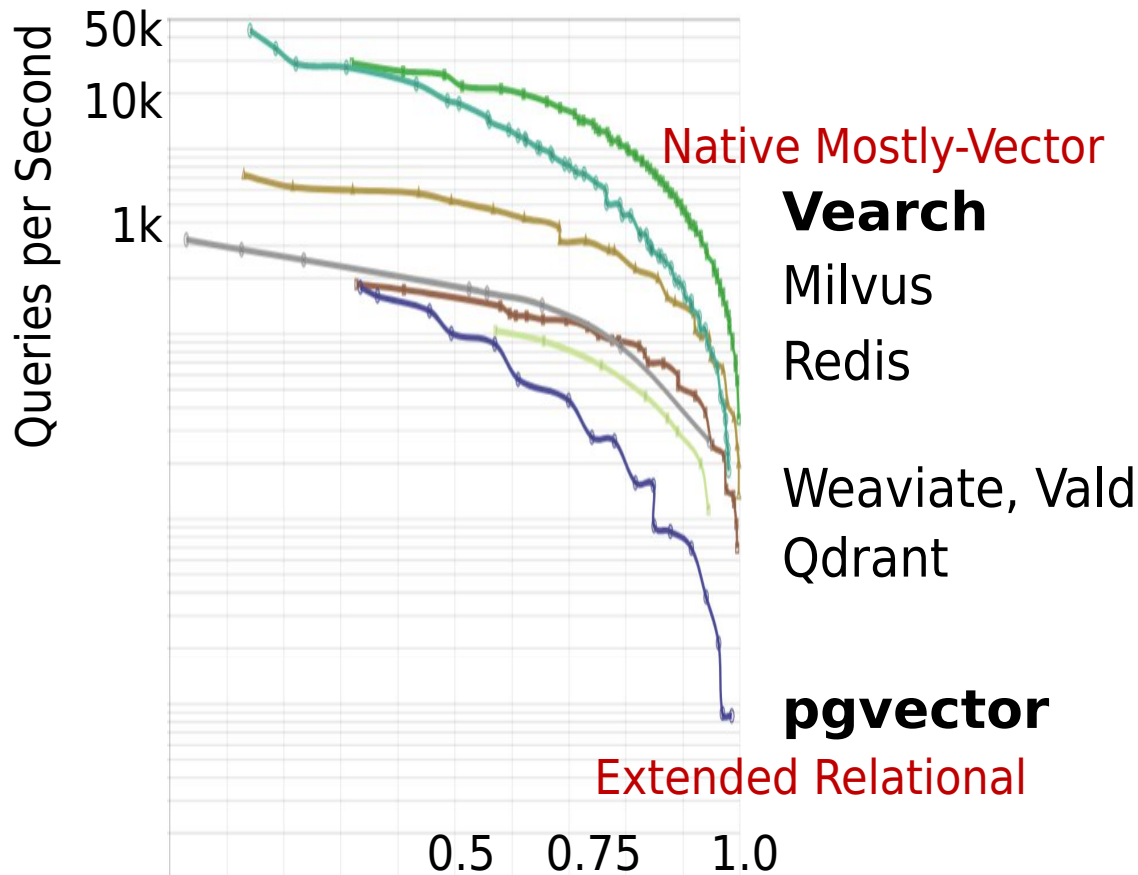 Queries per Second
50k
10k
1k
Native Mostly-Vector
Vearch
Milvus
Redis
Weaviate, Vald
Qdrant
pgvector
Extended Relational
0.5 0.75 1.0